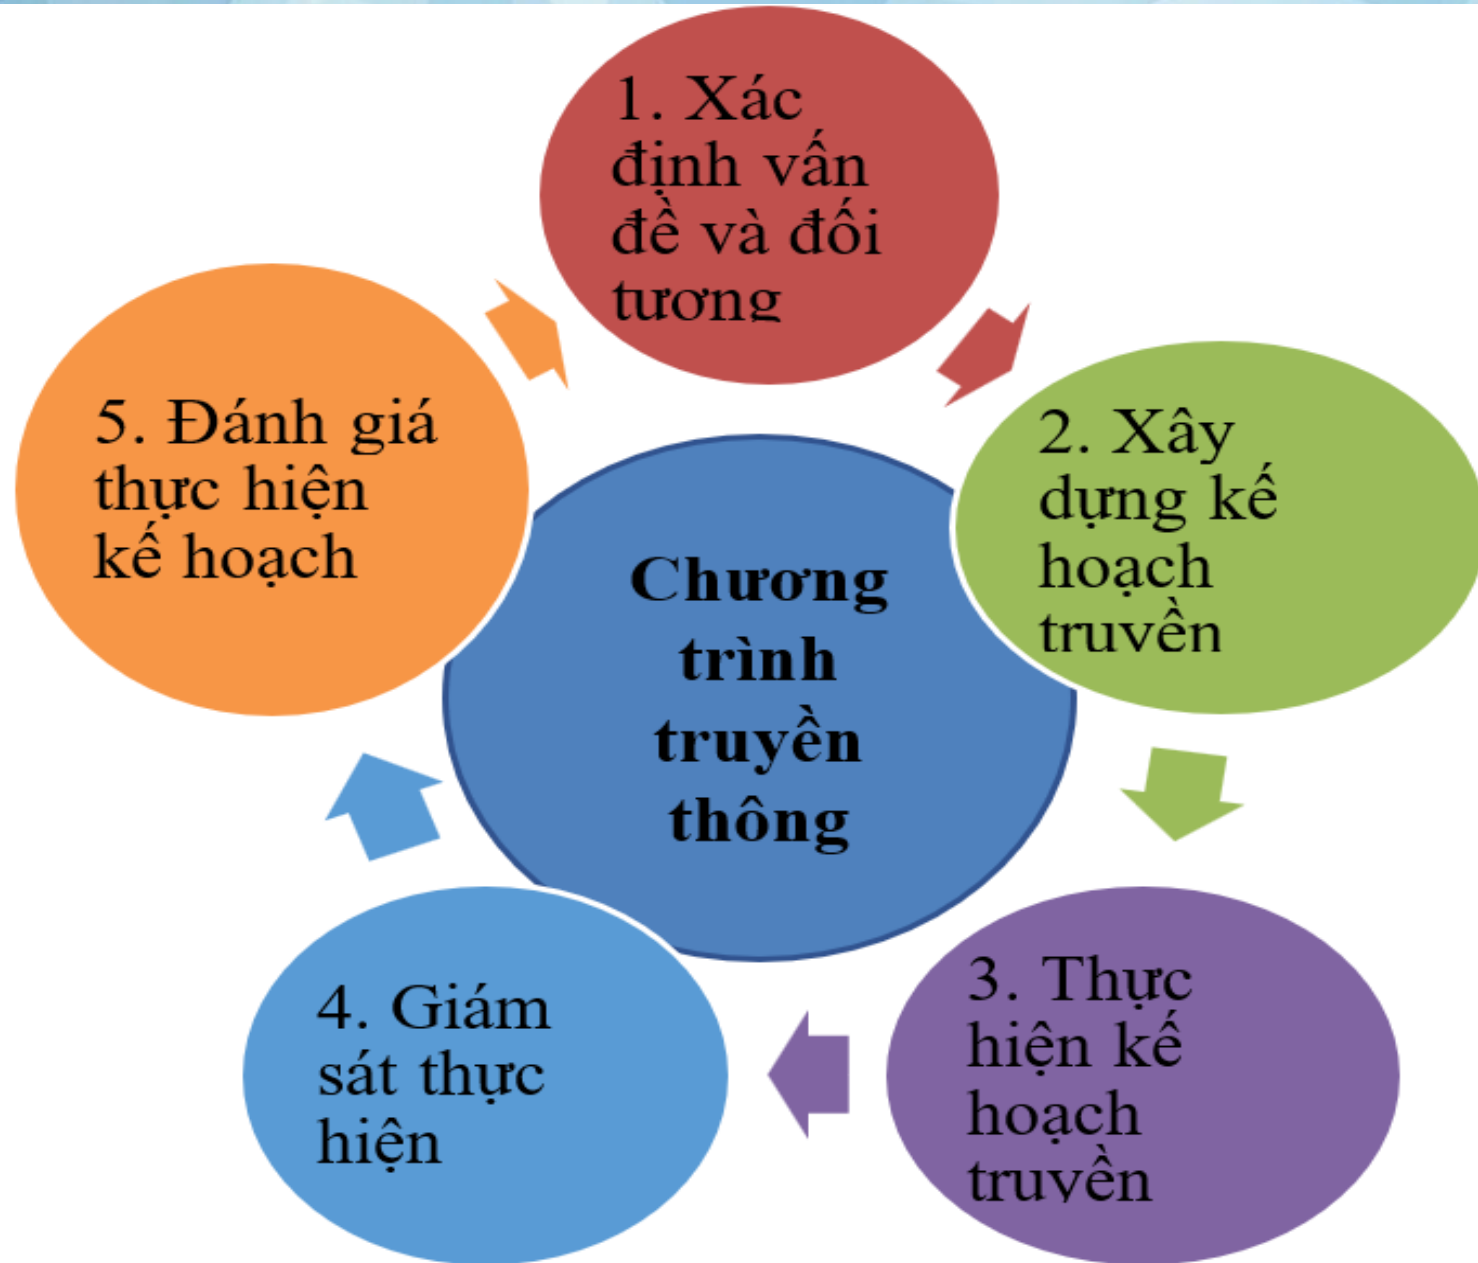 1. Xác
định vấn
đề và đối
tượng
2. Xây
dựng kế
hoạch
truyền
3. Thực
hiện kế
hoạch
truyền
4. Giám
sát thực
hiện
5. Đánh giá
thực hiện
kế hoạch
Chương
trình
truyền
thông